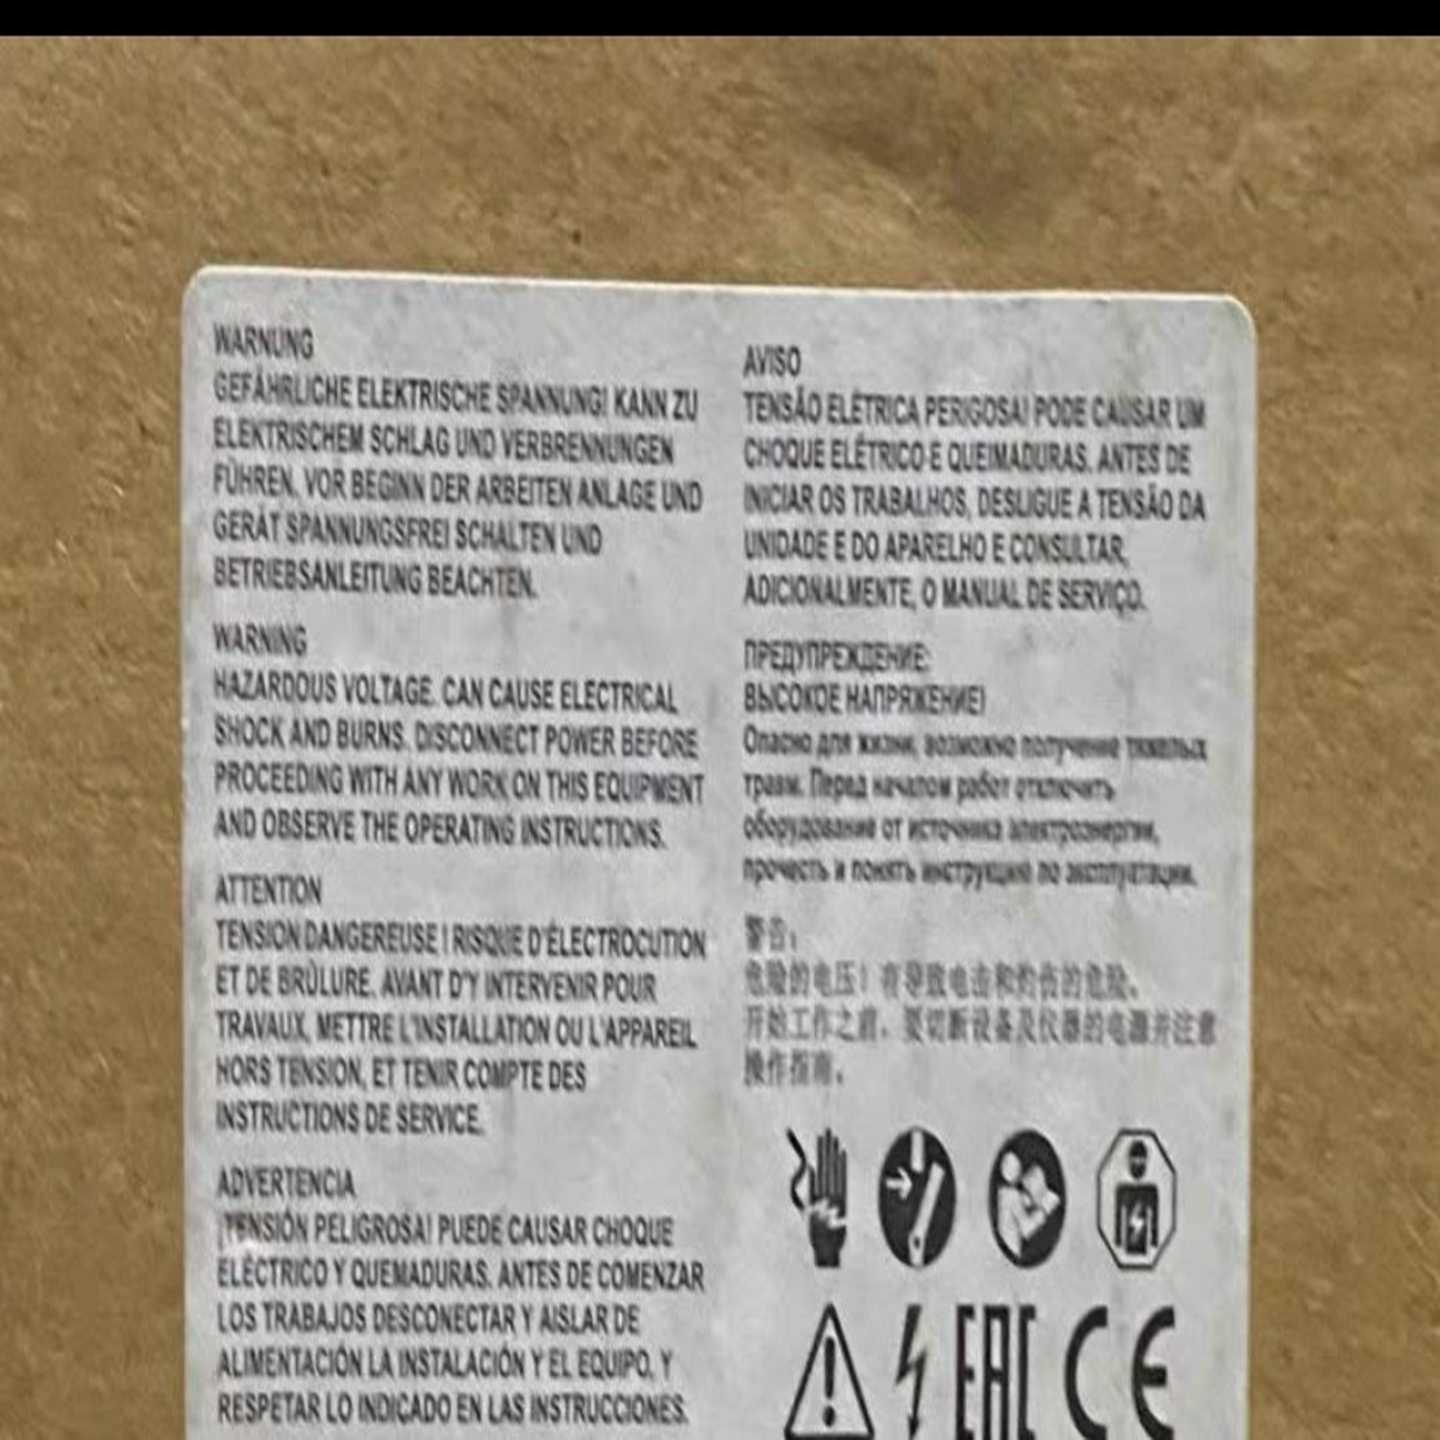 WARNUNG
GEFÄHRLICHE ELEKTRISCHE SPANNUNG! KANN ZU
ELEKTRISCHEM SCHLAG UND VERBRENNUNGEN
FÜHREN. VOR BEGINN DER ARBEITEN ANLAGE UND
GERÄT SPANNUNGSFREI SCHALTEN UND
BETRIEBSANLEITUNG BEACHTEN.
WARNING
HAZARDOUS VOLTAGE. CAN CAUSE ELECTRICAL
SHOCK AND BURNS. DISCONNECT POWER BEFORE
PROCEEDING WITH ANY WORK ON THIS EQUIPMENT
AND OBSERVE THE OPERATING INSTRUCTIONS.
ATTENTION
TENSION DANGEREUSE ! RISQUE D'ÉLECTROCUTION
ET DE BRÛLURE. AVANT D'Y INTERVENIR POUR
TRAVAUX, METTRE L'INSTALLATION OU L'APPAREIL
HORS TENSION, ET TENIR COMPTE DES
INSTRUCTIONS DE SERVICE.
ADVERTENCIA
¡TENSIÓN PELIGROSA! PUEDE CAUSAR CHOQUE
ELÉCTRICO Y QUEMADURAS. ANTES DE COMENZAR
LOS TRABAJOS DESCONECTAR Y AISLAR DE
ALIMENTACIÓN LA INSTALACIÓN Y EL EQUIPO, Y
RESPETAR LO INDICADO EN LAS INSTRUCCIONES.
AVISO
TENSÃO ELÉTRICA PERIGOSA! PODE CAUSAR UM
CHOQUE ELÉTRICO E QUEIMADURAS. ANTES DE
INICIAR OS TRABALHOS, DESLIGUE A TENSÃO DA
UNIDADE E DO APARELHO E CONSULTAR,
ADICIONALMENTE, O MANUAL DE SERVIÇO.
ПРЕДУПРЕЖДЕНИЕ:
ВЫСОКОЕ НАПРЯЖЕНИЕ!
Опасно для жизни, возможно получение тяжелых
травм. Перед началом работ отключить
оборудование от источника электроэнергии,
прочесть и понять инструкцию по эксплуатации.
警告：
危险的电压！有导致电击和灼伤的危险。
开始工作之前，要切断设备及仪器的电源并注意
操作指南。
EAC CE